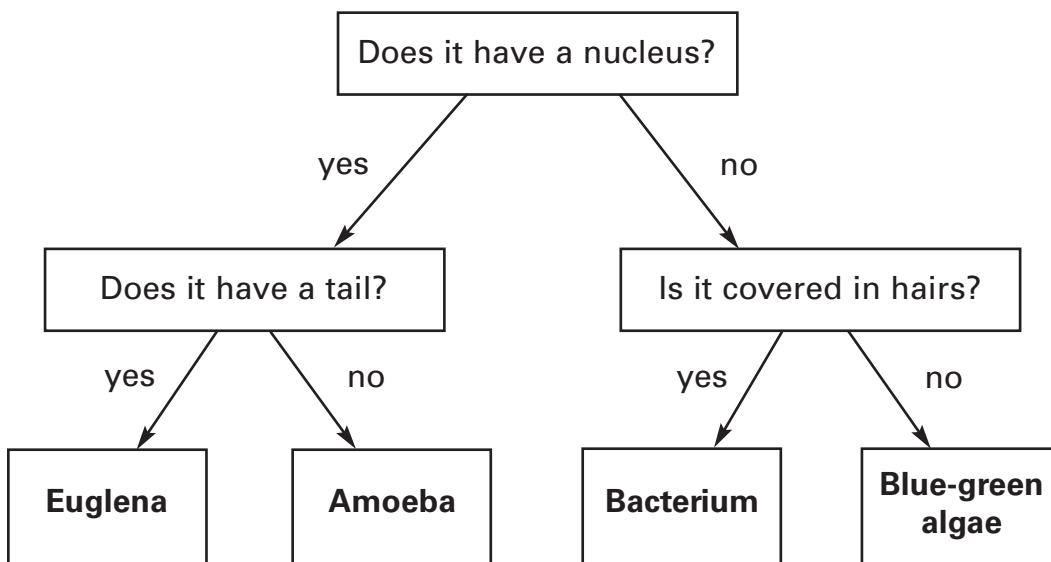 Does it have a nucleus?
yes
no
Does it have a tail?
Is it covered in hairs?
yes
no
yes
no
Euglena
Amoeba
Bacterium
Blue-green
algae